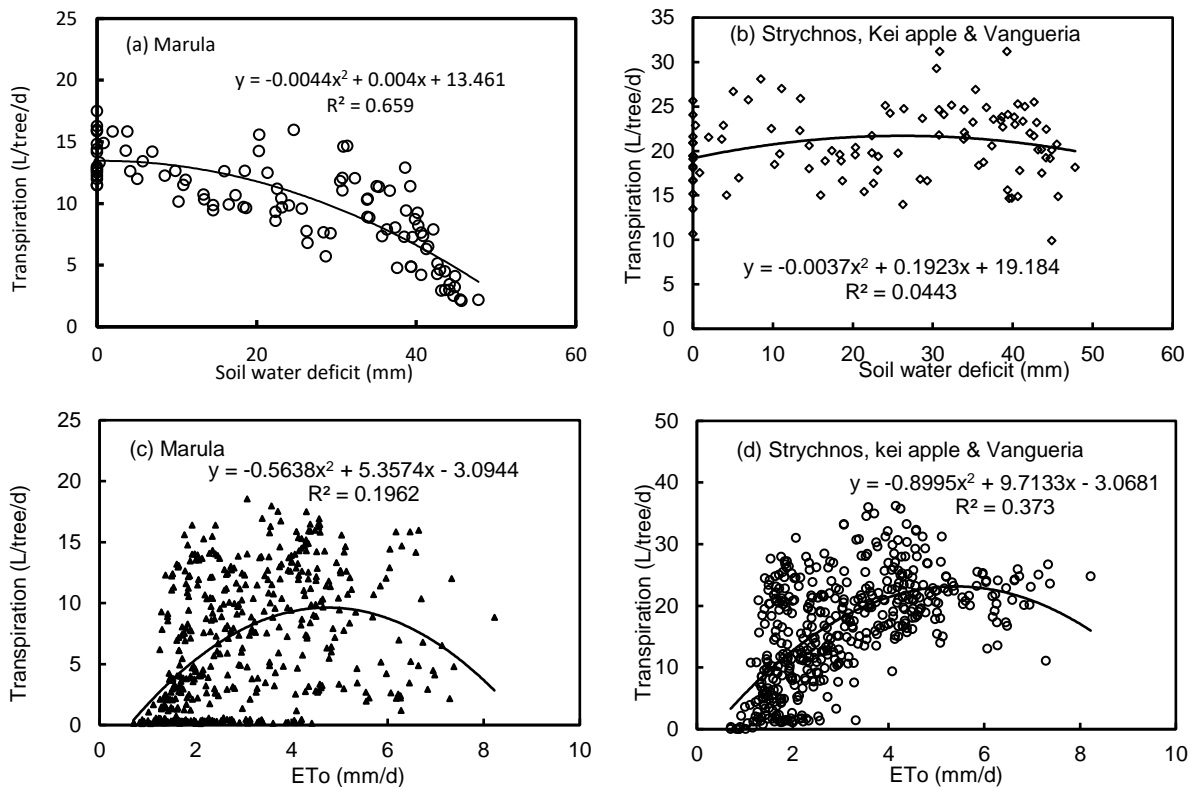 (a) Marula
y = -0.0044x² + 0.004x + 13.461
R² = 0.659
Transpiration (L/tree/d)
25
20
15
10
5
0
0 20 40 60
Soil water deficit (mm)
(b) Strychnos, Kei apple & Vangueria
y = -0.0037x² + 0.1923x + 19.184
R² = 0.0443
Transpiration (L/tree/d)
35
30
25
20
15
10
5
0
0 10 20 30 40 50 60
Soil water deficit (mm)
(c) Marula
y = -0.5638x² + 5.3574x - 3.0944
R² = 0.1962
Transpiration (L/tree/d)
25
20
15
10
5
0
0 2 4 6 8 10
ETo (mm/d)
(d) Strychnos, kei apple & Vangueria
y = -0.8995x² + 9.7133x - 3.0681
R² = 0.373
Transpiration (L/tree/d)
50
40
30
20
10
0
0 2 4 6 8 10
ETo (mm/d)